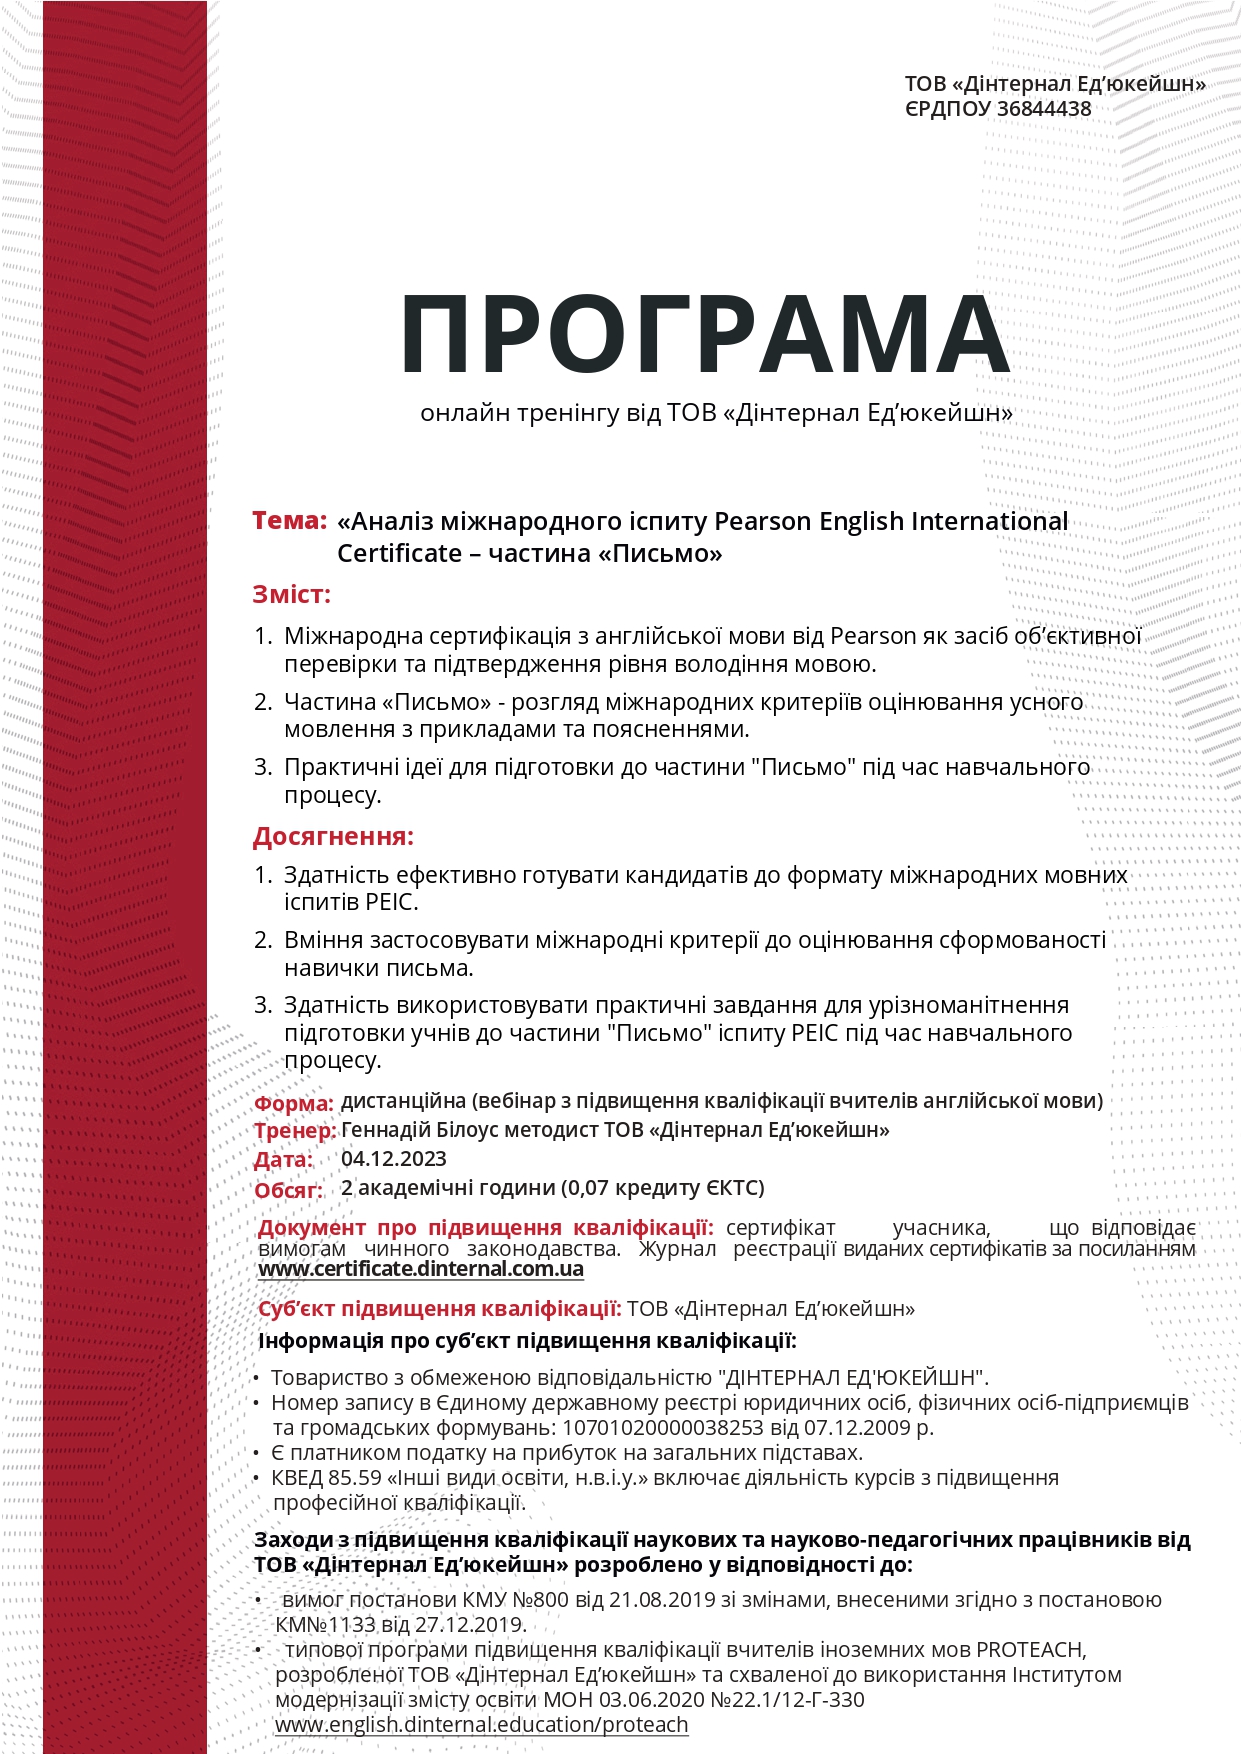 ТОВ «Дінтернал Ед’юкейшн»
ЄРДПОУ 36844438
ПРОГРАМА
онлайн тренінгу від ТОВ «Дінтернал Ед’юкейшн»
Тема: «Аналіз міжнародного іспиту Pearson English International
Certificate – частина «Письмо»
Зміст:
1. Міжнародна сертифікація з англійської мови від Pearson як засіб об’єктивної
перевірки та підтвердження рівня володіння мовою.
2. Частина «Письмо» - розгляд міжнародних критеріїв оцінювання усного
мовлення з прикладами та поясненнями.
3. Практичні ідеї для підготовки до частини "Письмо" під час навчального
процесу.
Досягнення:
1. Здатність ефективно готувати кандидатів до формату міжнародних мовних
іспитів PEIC.
2. Вміння застосовувати міжнародні критерії до оцінювання сформованості
навички письма.
3. Здатність використовувати практичні завдання для урізноманітнення
підготовки учнів до частини "Письмо" іспиту PEIC під час навчального
процесу.
Форма: дистанційна (вебінар з підвищення кваліфікації вчителів англійської мови)
Тренер: Геннадій Білоус методист ТОВ «Дінтернал Ед’юкейшн»
Дата: 04.12.2023
Обсяг: 2 академічні години (0,07 кредиту ЄКТС)
Документ про підвищення кваліфікації: сертифікат учасника, що відповідає
вимогам чинного законодавства. Журнал реєстрації виданих сертифікатів за посиланням
www.certificate.dinternal.com.ua
Суб’єкт підвищення кваліфікації: ТОВ «Дінтернал Ед’юкейшн»
Інформація про суб’єкт підвищення кваліфікації:
• Товариство з обмеженою відповідальністю "ДІНТЕРНАЛ ЕД'ЮКЕЙШН".
• Номер запису в Єдиному державному реєстрі юридичних осіб, фізичних осіб-підприємців
та громадських формувань: 10701020000038253 від 07.12.2009 р.
• Є платником податку на прибуток на загальних підставах.
• КВЕД 85.59 «Інші види освіти, н.в.і.у.» включає діяльність курсів з підвищення
професійної кваліфікації.
Заходи з підвищення кваліфікації наукових та науково-педагогічних працівників від
ТОВ «Дінтернал Ед’юкейшн» розроблено у відповідності до:
• вимог постанови КМУ №800 від 21.08.2019 зі змінами, внесеними згідно з постановою
КМ№1133 від 27.12.2019.
• типової програми підвищення кваліфікації вчителів іноземних мов PROTEACH,
розробленої ТОВ «Дінтернал Ед’юкейшн» та схваленої до використання Інститутом
модернізації змісту освіти МОН 03.06.2020 №22.1/12-Г-330
www.english.dinternal.education/proteach